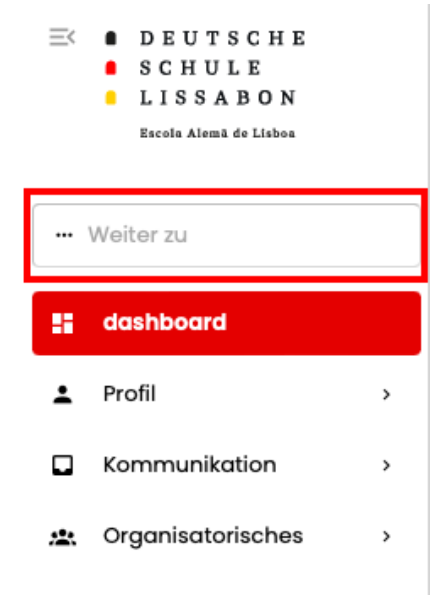 DEUTSCHE
SCHULE
LISSABON
Escola Alemã de Lisboa
Weiter zu
dashboard
Profil
Kommunikation
Organisatorisches